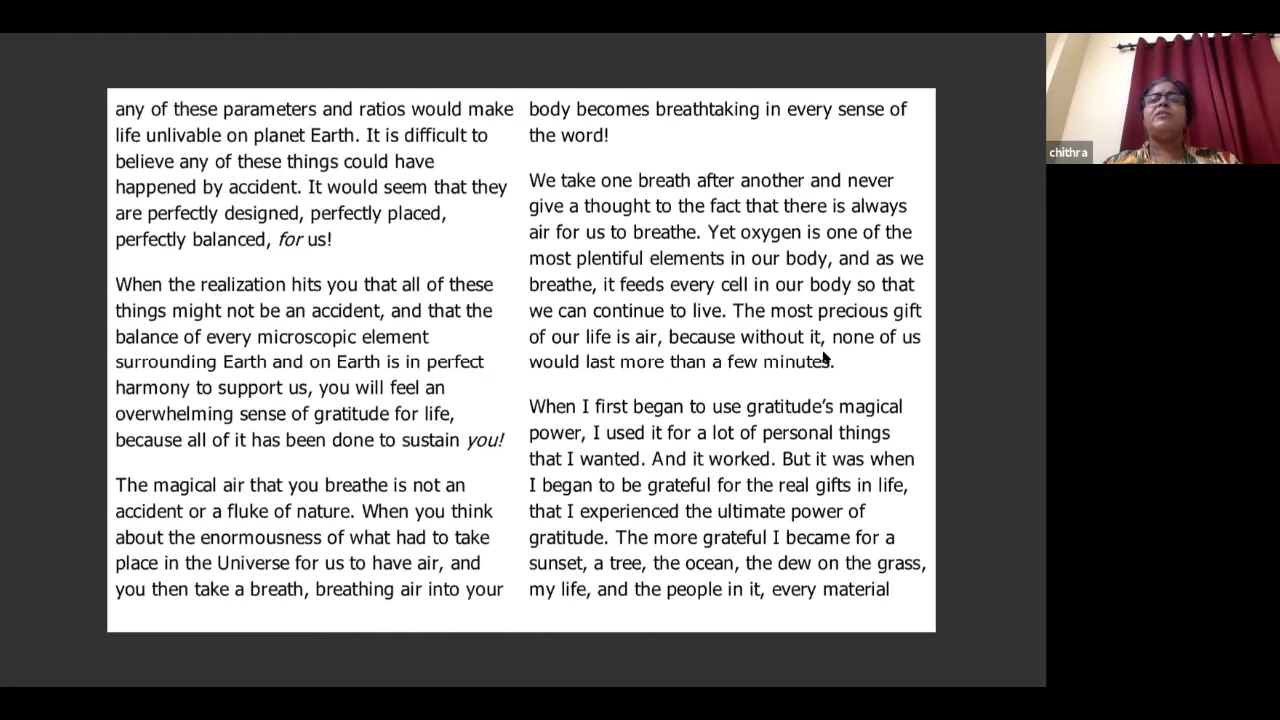 any of these parameters and ratios would make
life unlivable on planet Earth. It is difficult to
believe any of these things could have
happened by accident. It would seem that they
are perfectly designed, perfectly placed,
perfectly balanced, for us!
When the realization hits you that all of these
things might not be an accident, and that the
balance of every microscopic element
surrounding Earth and on Earth is in perfect
harmony to support us, you will feel an
overwhelming sense of gratitude for life,
because all of it has been done to sustain you!
The magical air that you breathe is not an
accident or a fluke of nature. When you think
about the enormousness of what had to take
place in the Universe for us to have air, and
you then take a breath, breathing air into your
body becomes breathtaking in every sense of
the word!
We take one breath after another and never
give a thought to the fact that there is always
air for us to breathe. Yet oxygen is one of the
most plentiful elements in our body, and as we
breathe, it feeds every cell in our body so that
we can continue to live. The most precious gift
of our life is air, because without it, none of us
would last more than a few minutes.
When I first began to use gratitude’s magical
power, I used it for a lot of personal things
that I wanted. And it worked. But it was when
I began to be grateful for the real gifts in life,
that I experienced the ultimate power of
gratitude. The more grateful I became for a
sunset, a tree, the ocean, the dew on the grass,
my life, and the people in it, every material
chithra